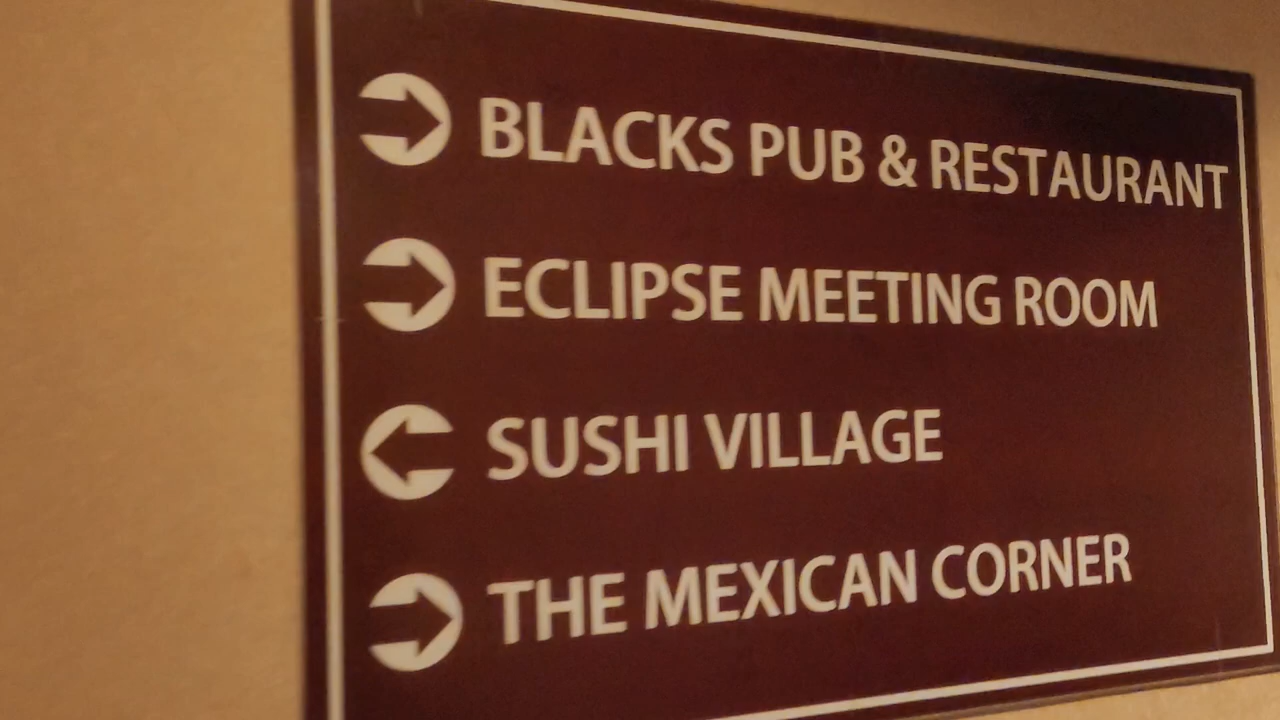 BLACKS PUB & RESTAURANT
ECLIPSE MEETING ROOM
SUSHI VILLAGE
THE MEXICAN CORNER